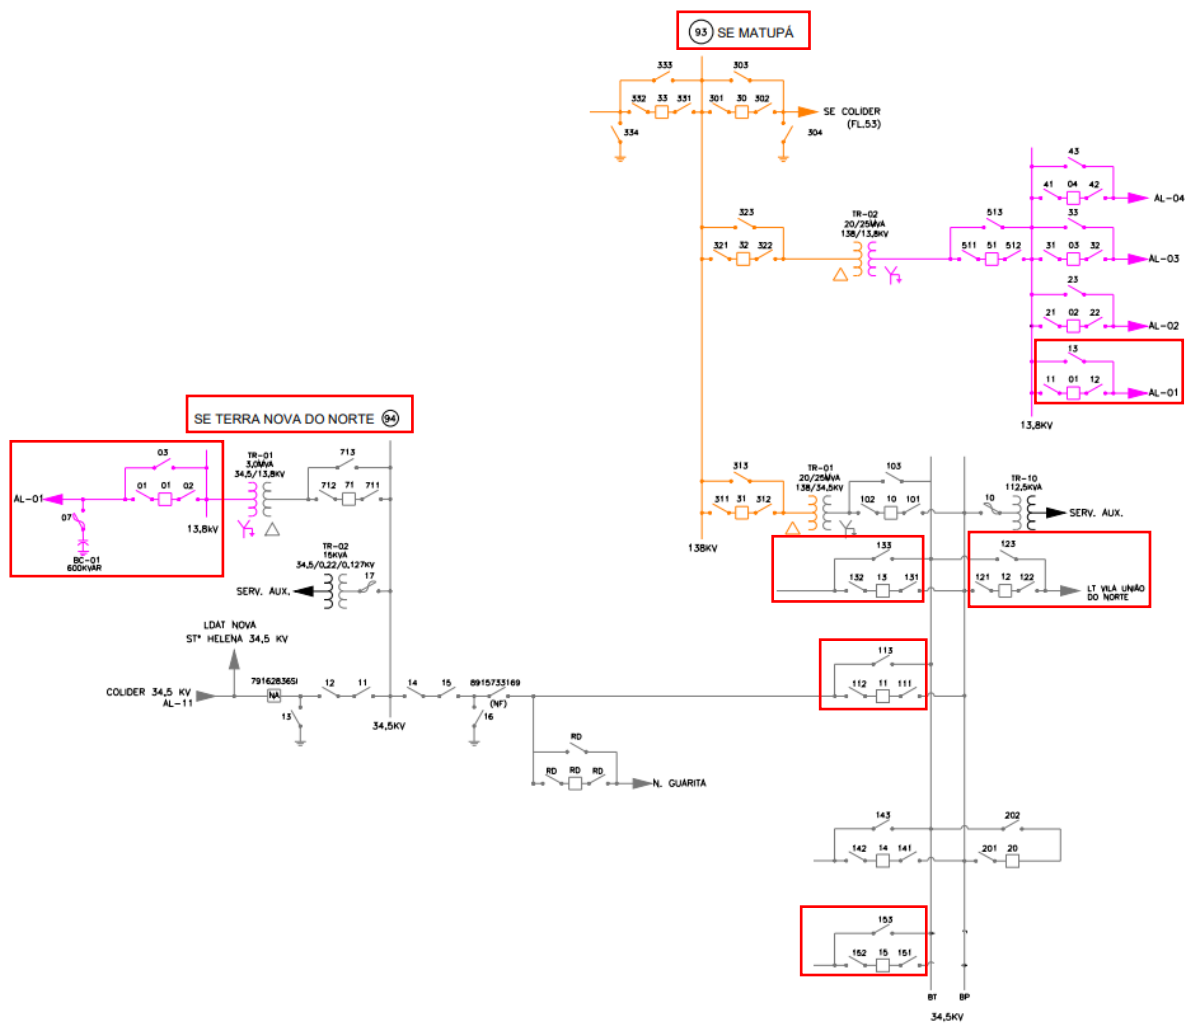 93 SE MATUPÁ
333
303
332
33
331
301
30
302
SE COLIDER
(FL.53)
334
304
43
41
04
42
AL-04
323
TR-02
20/25MVA
138/13,8KV
513
33
321
32
322
511
51
512
31
03
32
AL-03
23
21
02
22
AL-02
13
11
01
12
AL-01
13,8KV
SE TERRA NOVA DO NORTE 94
03
TR-01
3,0MVA
34,5/13,8KV
713
AL-01
01
01
02
712
71
711
07
13,8kV
BC-01
600KVAR
TR-02
15KVA
34,5/0,22/0,127KV
17
SERV. AUX.
313
TR-01
20/25MVA
138/34,5KV
103
TR-10
112,5KVA
311
31
312
102
10
101
10
SERV. AUX.
138KV
133
123
132
13
131
121
12
122
LT VILA UNIÃO
DO NORTE
LDAT NOVA
Stª HELENA 34,5 KV
113
COLIDER 34,5 KV
AL-11
79162836SI
NA
12
11
14
15
8915733169
(NF)
112
11
111
13
34,5KV
16
RD
RD
RD
RD
N. GUARITA
143
202
142
14
141
201
20
153
152
15
151
BT
BP
34,5KV